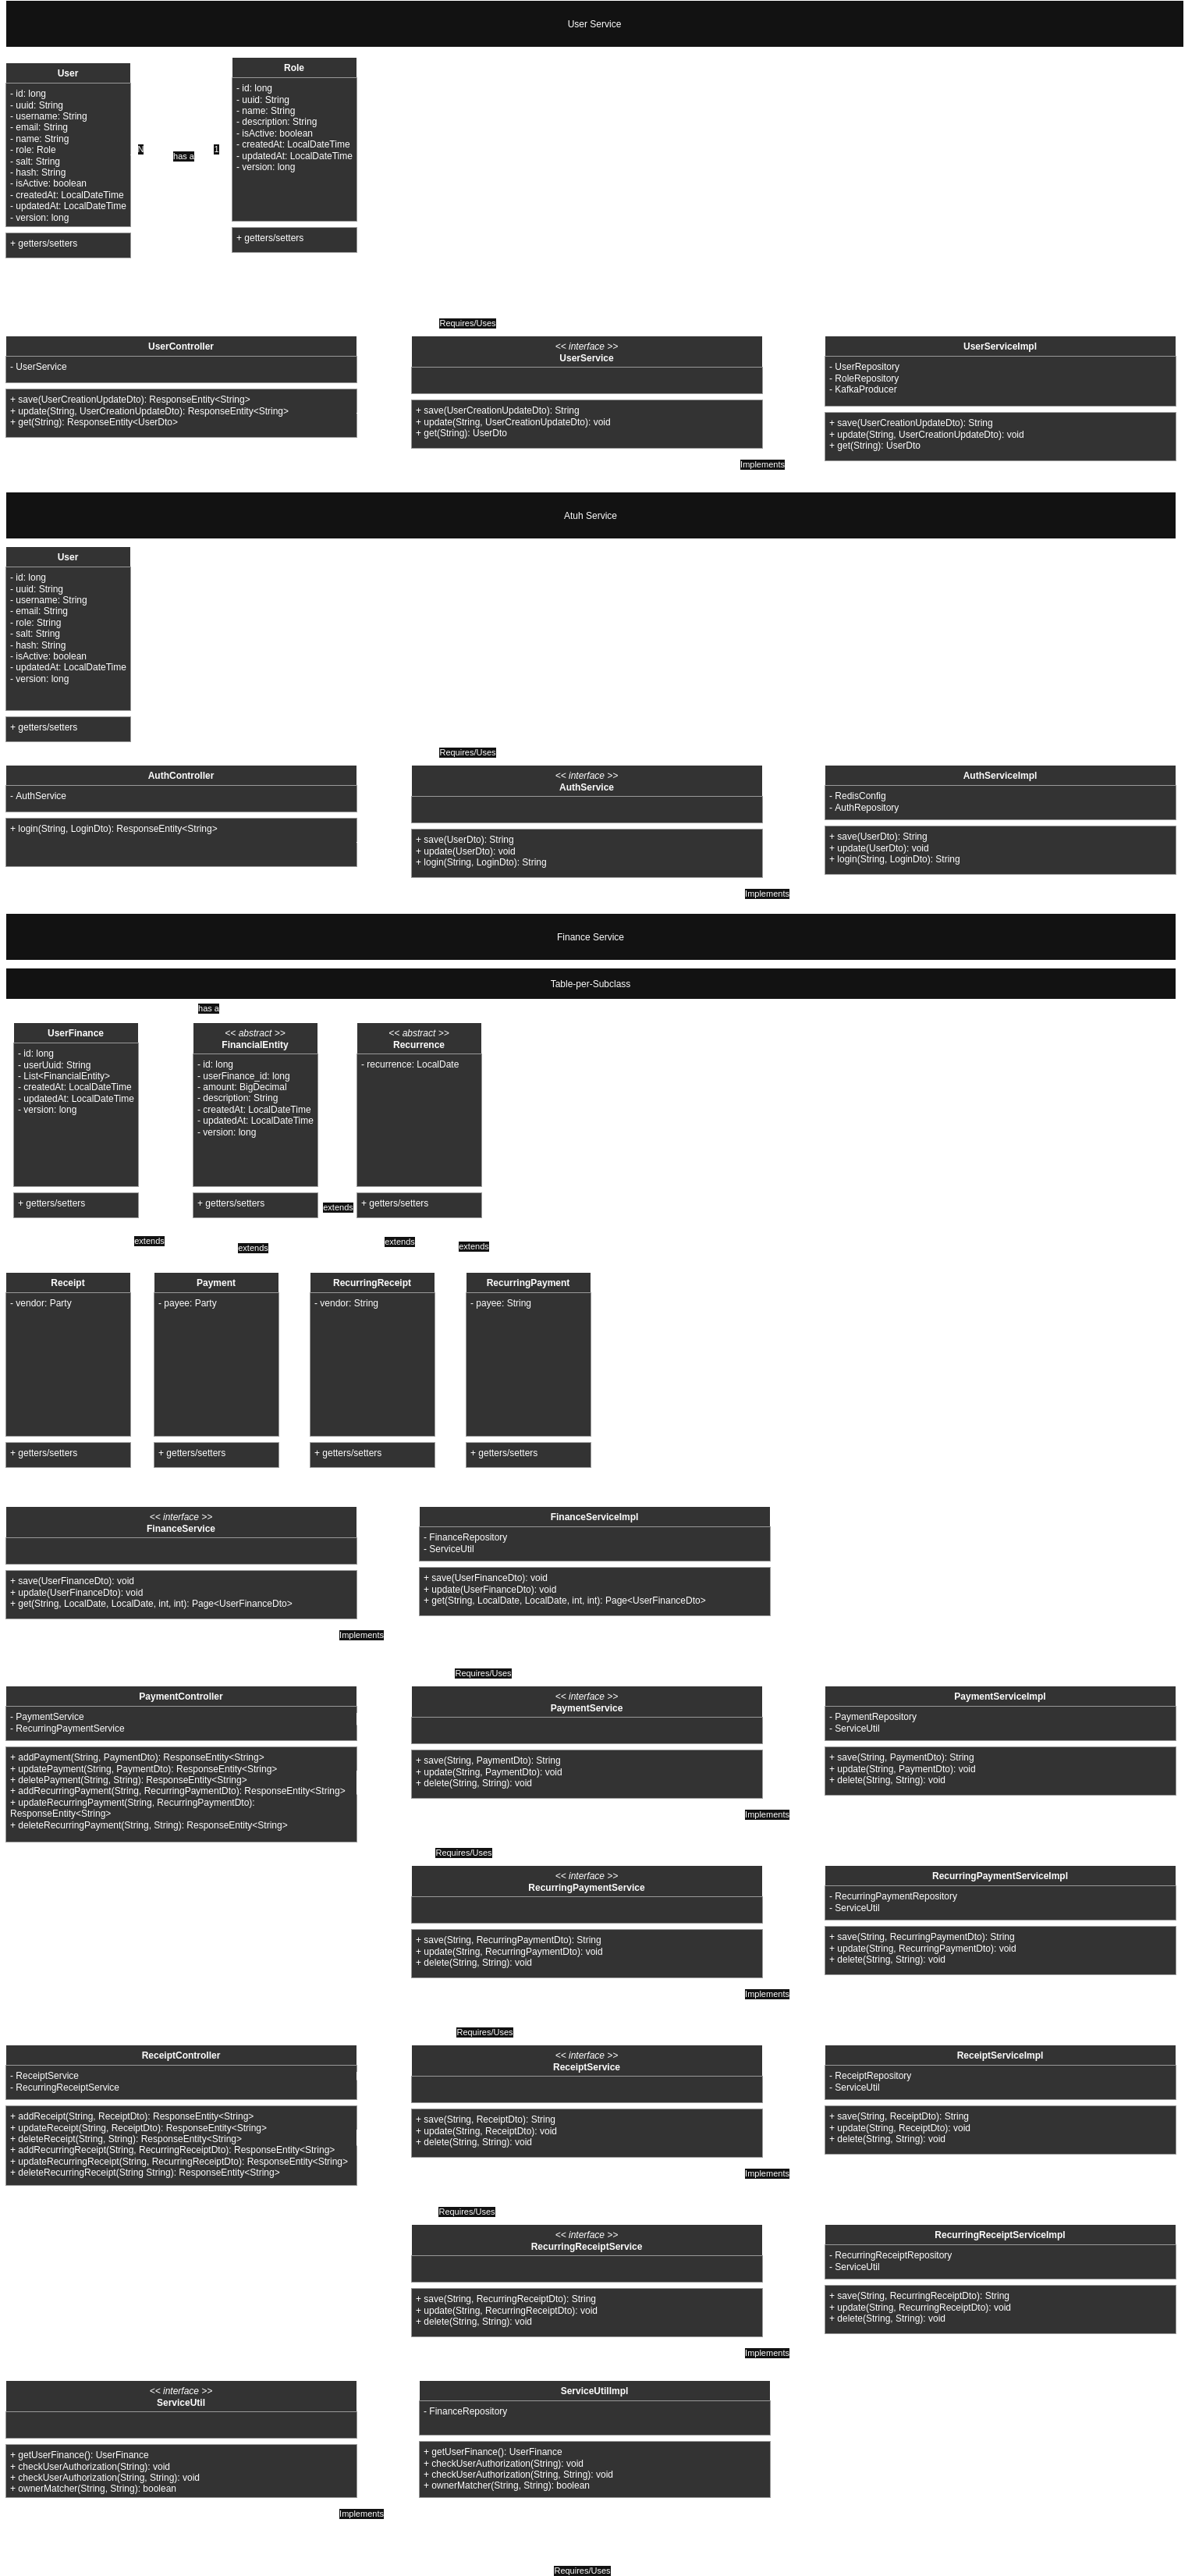 User Service
User
- id: long
- uuid: String
- username: String
- email: String
- name: String
- role: Role
- salt: String
- hash: String
- isActive: boolean
- createdAt: LocalDateTime
- updatedAt: LocalDateTime
- version: long
+ getters/setters
N
has a
1
Role
- id: long
- uuid: String
- name: String
- description: String
- isActive: boolean
- createdAt: LocalDateTime
- updatedAt: LocalDateTime
- version: long
+ getters/setters
Requires/Uses
UserController
- UserService
+ save(UserCreationUpdateDto): ResponseEntity<String>
+ update(String, UserCreationUpdateDto): ResponseEntity<String>
+ get(String): ResponseEntity<UserDto>
<< interface >>
UserService
+ save(UserCreationUpdateDto): String
+ update(String, UserCreationUpdateDto): void
+ get(String): UserDto
UserServiceImpl
- UserRepository
- RoleRepository
- KafkaProducer
+ save(UserCreationUpdateDto): String
+ update(String, UserCreationUpdateDto): void
+ get(String): UserDto
Implements
Atuh Service
User
- id: long
- uuid: String
- username: String
- email: String
- role: String
- salt: String
- hash: String
- isActive: boolean
- updatedAt: LocalDateTime
- version: long
+ getters/setters
Requires/Uses
AuthController
- AuthService
+ login(String, LoginDto): ResponseEntity<String>
<< interface >>
AuthService
+ save(UserDto): String
+ update(UserDto): void
+ login(String, LoginDto): String
AuthServiceImpl
- RedisConfig
- AuthRepository
+ save(UserDto): String
+ update(UserDto): void
+ login(String, LoginDto): String
Implements
Finance Service
Table-per-Subclass
has a
UserFinance
- id: long
- userUuid: String
- List<FinancialEntity>
- createdAt: LocalDateTime
- updatedAt: LocalDateTime
- version: long
+ getters/setters
<< abstract >>
FinancialEntity
- id: long
- userFinance_id: long
- amount: BigDecimal
- description: String
- createdAt: LocalDateTime
- updatedAt: LocalDateTime
- version: long
+ getters/setters
extends
<< abstract >>
Recurrence
- recurrence: LocalDate
+ getters/setters
extends
extends
extends
extends
Receipt
- vendor: Party
+ getters/setters
Payment
- payee: Party
+ getters/setters
RecurringReceipt
- vendor: String
+ getters/setters
RecurringPayment
- payee: String
+ getters/setters
<< interface >>
FinanceService
+ save(UserFinanceDto): void
+ update(UserFinanceDto): void
+ get(String, LocalDate, LocalDate, int, int): Page<UserFinanceDto>
FinanceServiceImpl
- FinanceRepository
- ServiceUtil
+ save(UserFinanceDto): void
+ update(UserFinanceDto): void
+ get(String, LocalDate, LocalDate, int, int): Page<UserFinanceDto>
Implements
Requires/Uses
PaymentController
- PaymentService
- RecurringPaymentService
+ addPayment(String, PaymentDto): ResponseEntity<String>
+ updatePayment(String, PaymentDto): ResponseEntity<String>
+ deletePayment(String, String): ResponseEntity<String>
+ addRecurringPayment(String, RecurringPaymentDto): ResponseEntity<String>
+ updateRecurringPayment(String, RecurringPaymentDto):
ResponseEntity<String>
+ deleteRecurringPayment(String, String): ResponseEntity<String>
<< interface >>
PaymentService
+ save(String, PaymentDto): String
+ update(String, PaymentDto): void
+ delete(String, String): void
PaymentServiceImpl
- PaymentRepository
- ServiceUtil
+ save(String, PaymentDto): String
+ update(String, PaymentDto): void
+ delete(String, String): void
Implements
Requires/Uses
<< interface >>
RecurringPaymentService
+ save(String, RecurringPaymentDto): String
+ update(String, RecurringPaymentDto): void
+ delete(String, String): void
RecurringPaymentServiceImpl
- RecurringPaymentRepository
- ServiceUtil
+ save(String, RecurringPaymentDto): String
+ update(String, RecurringPaymentDto): void
+ delete(String, String): void
Implements
Requires/Uses
ReceiptController
- ReceiptService
- RecurringReceiptService
+ addReceipt(String, ReceiptDto): ResponseEntity<String>
+ updateReceipt(String, ReceiptDto): ResponseEntity<String>
+ deleteReceipt(String, String): ResponseEntity<String>
+ addRecurringReceipt(String, RecurringReceiptDto): ResponseEntity<String>
+ updateRecurringReceipt(String, RecurringReceiptDto): ResponseEntity<String>
+ deleteRecurringReceipt(String String): ResponseEntity<String>
<< interface >>
ReceiptService
+ save(String, ReceiptDto): String
+ update(String, ReceiptDto): void
+ delete(String, String): void
ReceiptServiceImpl
- ReceiptRepository
- ServiceUtil
+ save(String, ReceiptDto): String
+ update(String, ReceiptDto): void
+ delete(String, String): void
Implements
Requires/Uses
<< interface >>
RecurringReceiptService
+ save(String, RecurringReceiptDto): String
+ update(String, RecurringReceiptDto): void
+ delete(String, String): void
RecurringReceiptServiceImpl
- RecurringReceiptRepository
- ServiceUtil
+ save(String, RecurringReceiptDto): String
+ update(String, RecurringReceiptDto): void
+ delete(String, String): void
Implements
<< interface >>
ServiceUtil
+ getUserFinance(): UserFinance
+ checkUserAuthorization(String): void
+ checkUserAuthorization(String, String): void
+ ownerMatcher(String, String): boolean
ServiceUtilImpl
- FinanceRepository
+ getUserFinance(): UserFinance
+ checkUserAuthorization(String): void
+ checkUserAuthorization(String, String): void
+ ownerMatcher(String, String): boolean
Implements
Requires/Uses